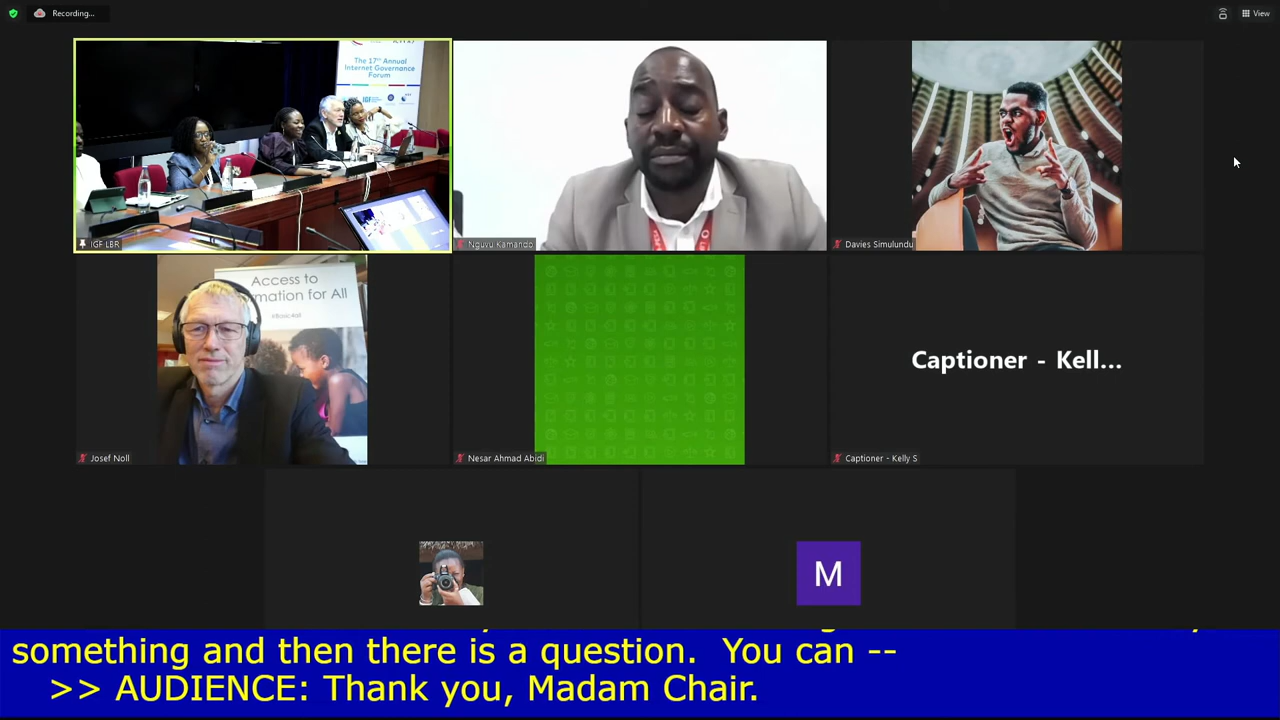 Recording...
View
The 17th Annual
Internet Governance
Forum
IGF
IGF LBR
Nguvu Kamando
Davies Simulundu
Access to
ormation for All
Josef Noll
Nesar Ahmad Abidi
Captioner - Kell...
Captioner - Kelly S
M
something and then there is a question. You can --
>> AUDIENCE: Thank you, Madam Chair.